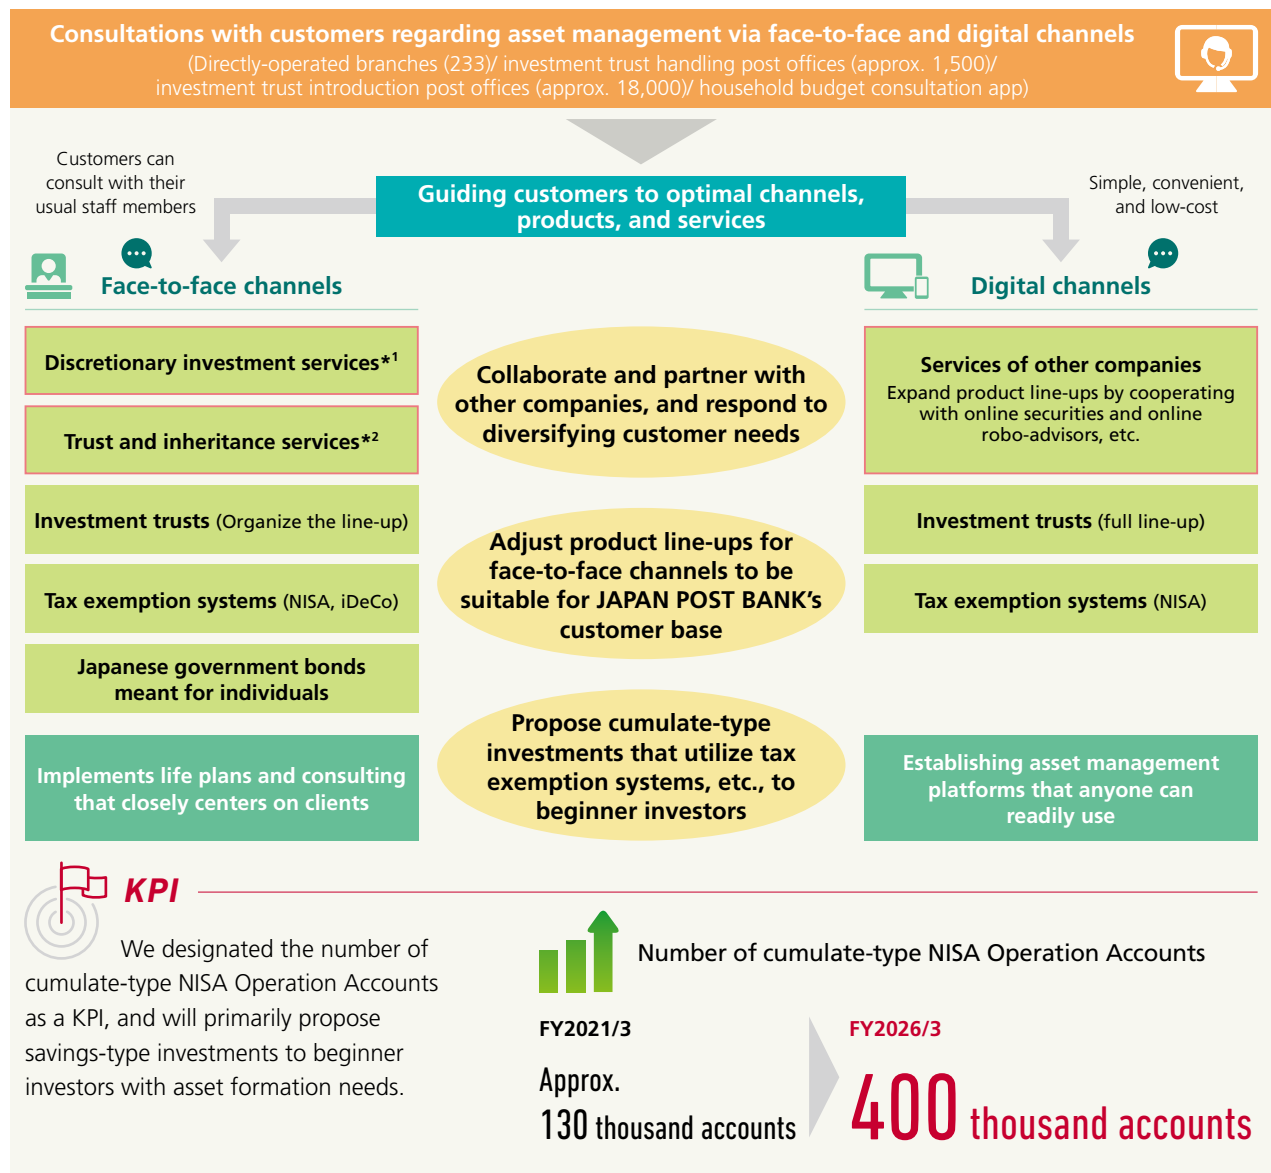 Consultations with customers regarding asset management via face-to-face and digital channels
(Directly-operated branches (233)/ investment trust handling post offices (approx. 1,500)/
investment trust introduction post offices (approx. 18,000)/ household budget consultation app)
Customers can
consult with their
usual staff members
Guiding customers to optimal channels,
products, and services
Simple, convenient,
and low-cost
Face-to-face channels
Discretionary investment services*1
Trust and inheritance services*2
Investment trusts (Organize the line-up)
Tax exemption systems (NISA, iDeCo)
Japanese government bonds
meant for individuals
Implements life plans and consulting
that closely centers on clients
Collaborate and partner with
other companies, and respond to
diversifying customer needs
Adjust product line-ups for
face-to-face channels to be
suitable for JAPAN POST BANK’s
customer base
Propose cumulate-type
investments that utilize tax
exemption systems, etc., to
beginner investors
Digital channels
Services of other companies
Expand product line-ups by cooperating
with online securities and online
robo-advisors, etc.
Investment trusts (full line-up)
Tax exemption systems (NISA)
Establishing asset management
platforms that anyone can
readily use
KPI
We designated the number of
cumulate-type NISA Operation Accounts
as a KPI, and will primarily propose
savings-type investments to beginner
investors with asset formation needs.
Number of cumulate-type NISA Operation Accounts
FY2021/3
Approx.
130 thousand accounts
FY2026/3
400 thousand accounts